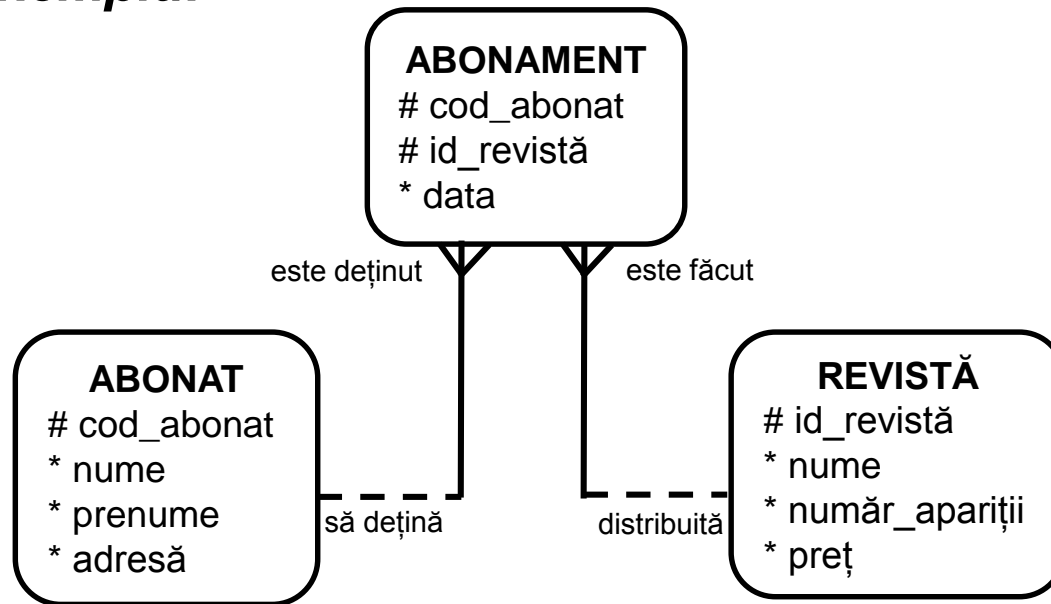 ABONAMENT
# cod_abonat
# id_revistă
* data
este deținut
este făcut
ABONAT
# cod_abonat
* nume
* prenume
* adresă
să dețină
distribuită
REVISTĂ
# id_revistă
* nume
* număr_apariții
* preț